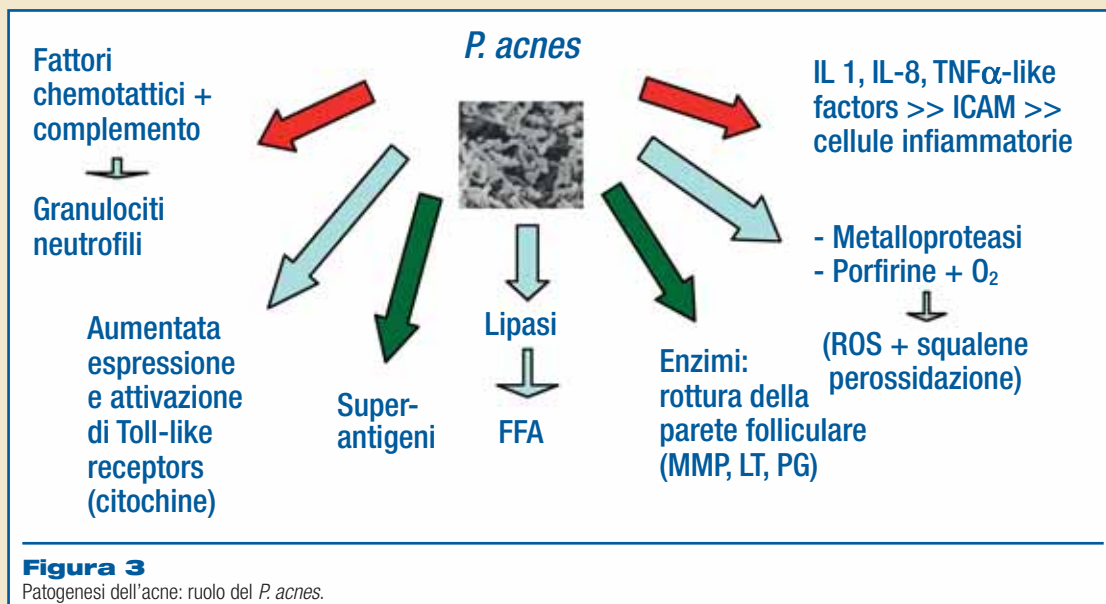 P. acnes
Fattori
chemotattici +
complemento
Granulociti
neutrofili
Aumentata
espressione
e attivazione
di Toll-like
receptors
(citochine)
Super-
antigeni
Lipasi
FFA
Enzimi:
rottura della
parete folliculare
(MMP, LT, PG)
IL 1, IL-8, TNFα-like
factors >> ICAM >>
cellule infiammatorie
- Metalloproteasi
- Porfirine + O₂
(ROS + squalene
perossidazione)
Figura 3
Patogenesi dell'acne: ruolo del P. acnes.